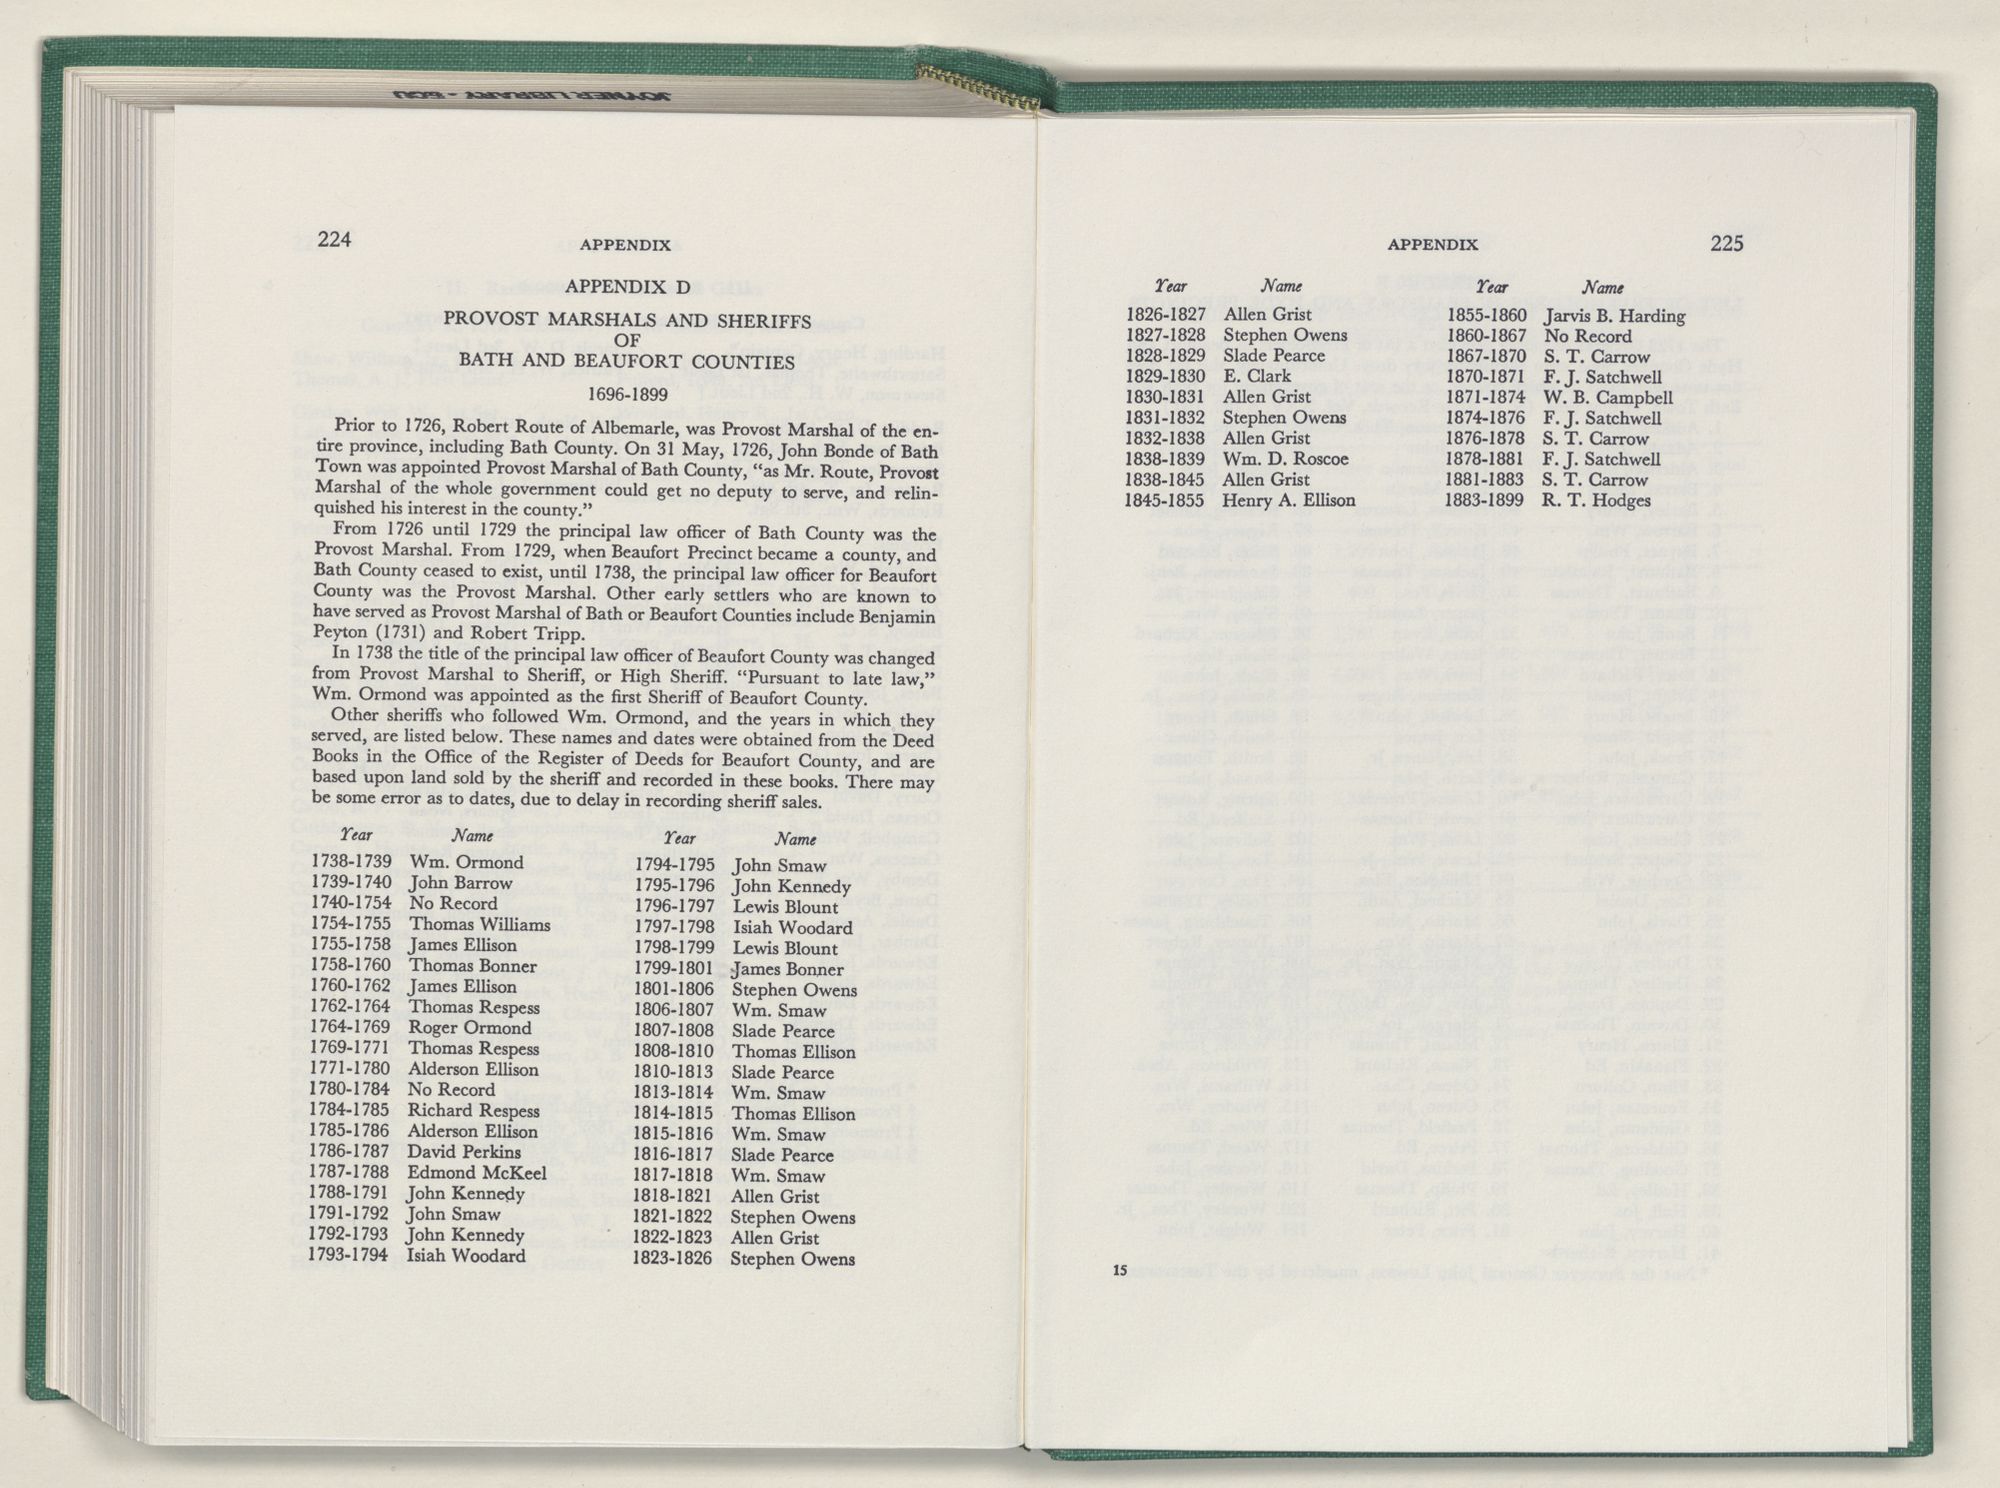 JOYNER LIBRARY - ECU
224
APPENDIX
APPENDIX D
PROVOST MARSHALS AND SHERIFFS
OF
BATH AND BEAUFORT COUNTIES
1696-1899
Prior to 1726, Robert Route of Albemarle, was Provost Marshal of the en-
tire province, including Bath County. On 31 May, 1726, John Bonde of Bath
Town was appointed Provost Marshal of Bath County, “as Mr. Route, Provost
Marshal of the whole government could get no deputy to serve, and relin-
quished his interest in the county.”
From 1726 until 1729 the principal law officer of Bath County was the
Provost Marshal. From 1729, when Beaufort Precinct became a county, and
Bath County ceased to exist, until 1738, the principal law officer for Beaufort
County was the Provost Marshal. Other early settlers who are known to
have served as Provost Marshal of Bath or Beaufort Counties include Benjamin
Peyton (1731) and Robert Tripp.
In 1738 the title of the principal law officer of Beaufort County was changed
from Provost Marshal to Sheriff, or High Sheriff. “Pursuant to late law,”
Wm. Ormond was appointed as the first Sheriff of Beaufort County.
Other sheriffs who followed Wm. Ormond, and the years in which they
served, are listed below. These names and dates were obtained from the Deed
Books in the Office of the Register of Deeds for Beaufort County, and are
based upon land sold by the sheriff and recorded in these books. There may
be some error as to dates, due to delay in recording sheriff sales.
Year Name
1738-1739 Wm. Ormond
1739-1740 John Barrow
1740-1754 No Record
1754-1755 Thomas Williams
1755-1758 James Ellison
1758-1760 Thomas Bonner
1760-1762 James Ellison
1762-1764 Thomas Respess
1764-1769 Roger Ormond
1769-1771 Thomas Respess
1771-1780 Alderson Ellison
1780-1784 No Record
1784-1785 Richard Respess
1785-1786 Alderson Ellison
1786-1787 David Perkins
1787-1788 Edmond McKeel
1788-1791 John Kennedy
1791-1792 John Smaw
1792-1793 John Kennedy
1793-1794 Isiah Woodard
Year Name
1794-1795 John Smaw
1795-1796 John Kennedy
1796-1797 Lewis Blount
1797-1798 Isiah Woodard
1798-1799 Lewis Blount
1799-1801 James Bonner
1801-1806 Stephen Owens
1806-1807 Wm. Smaw
1807-1808 Slade Pearce
1808-1810 Thomas Ellison
1810-1813 Slade Pearce
1813-1814 Wm. Smaw
1814-1815 Thomas Ellison
1815-1816 Wm. Smaw
1816-1817 Slade Pearce
1817-1818 Wm. Smaw
1818-1821 Allen Grist
1821-1822 Stephen Owens
1822-1823 Allen Grist
1823-1826 Stephen Owens
APPENDIX
225
Year Name
1826-1827 Allen Grist
1827-1828 Stephen Owens
1828-1829 Slade Pearce
1829-1830 E. Clark
1830-1831 Allen Grist
1831-1832 Stephen Owens
1832-1838 Allen Grist
1838-1839 Wm. D. Roscoe
1838-1845 Allen Grist
1845-1855 Henry A. Ellison
Year Name
1855-1860 Jarvis B. Harding
1860-1867 No Record
1867-1870 S. T. Carrow
1870-1871 F. J. Satchwell
1871-1874 W. B. Campbell
1874-1876 F. J. Satchwell
1876-1878 S. T. Carrow
1878-1881 F. J. Satchwell
1881-1883 S. T. Carrow
1883-1899 R. T. Hodges
15